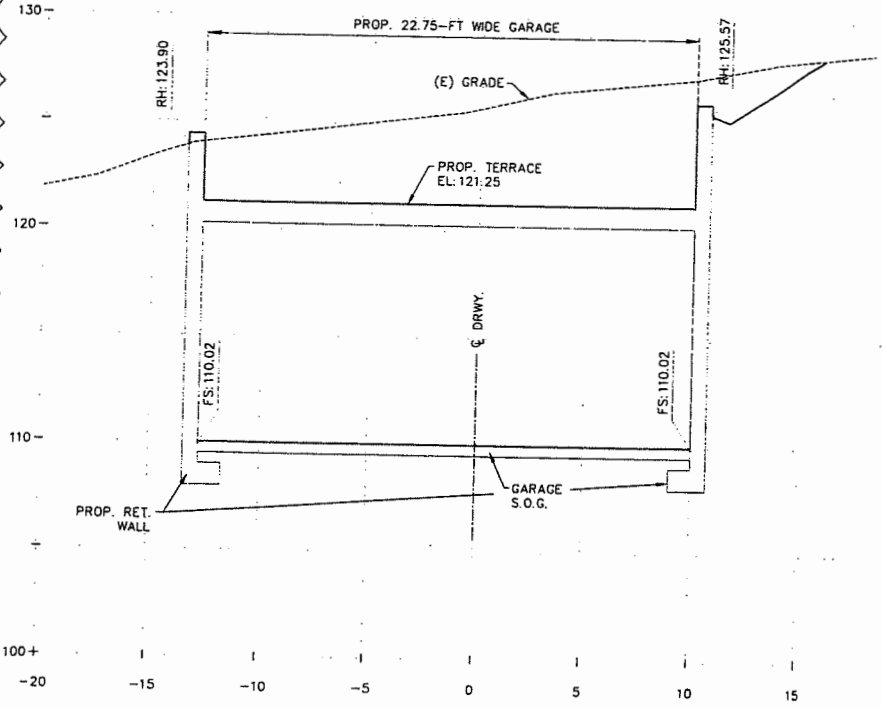 130
PROP. 22.75-FT WIDE GARAGE
RH: 123.90
RH: 125.57
(E) GRADE
PROP. TERRACE
EL: 121.25
120
℄ DRWY.
FS: 110.02
FS: 110.02
110
GARAGE
S.O.G.
PROP. RET.
WALL
100+
-20
-15
-10
-5
0
5
10
15